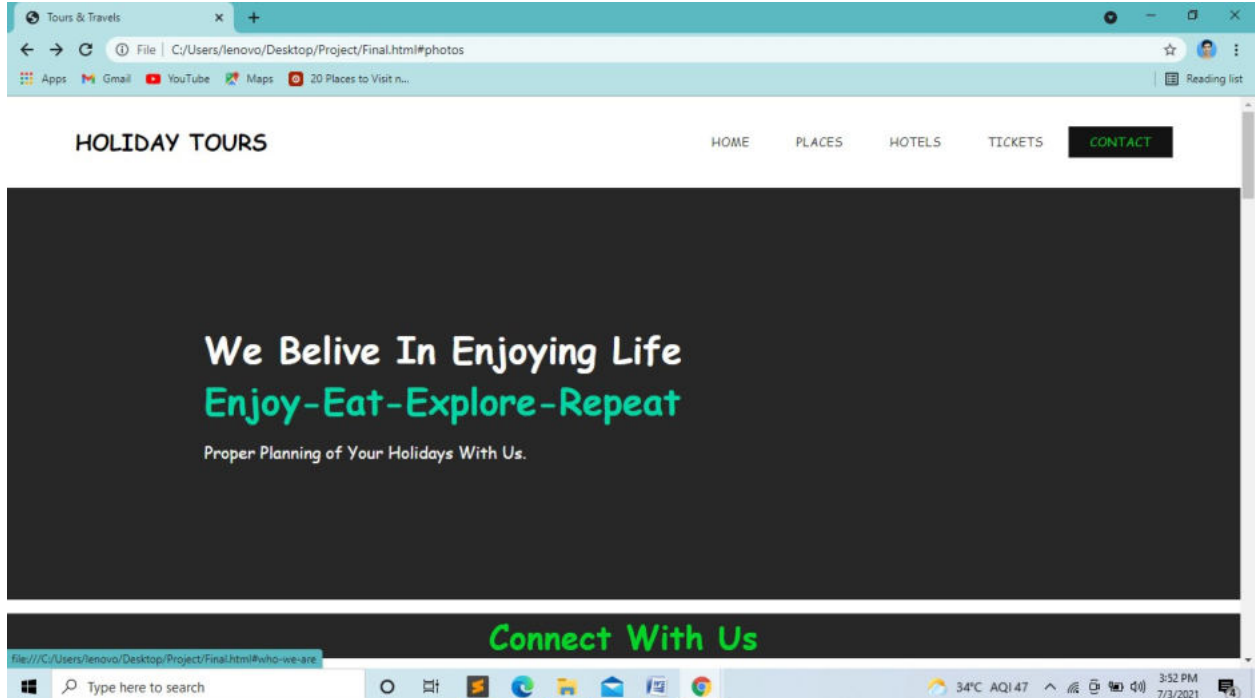 Tours & Travels
File | C:/Users/lenovo/Desktop/Project/Final.html#photos
Apps Gmail YouTube Maps 20 Places to Visit n... Reading list
HOLIDAY TOURS HOME PLACES HOTELS TICKETS CONTACT
We Belive In Enjoying Life
Enjoy-Eat-Explore-Repeat
Proper Planning of Your Holidays With Us.
Connect With Us
file:///C:/Users/lenovo/Desktop/Project/Final.html#who-we-are
Type here to search 34°C AQI 47 3:52 PM
7/3/2021